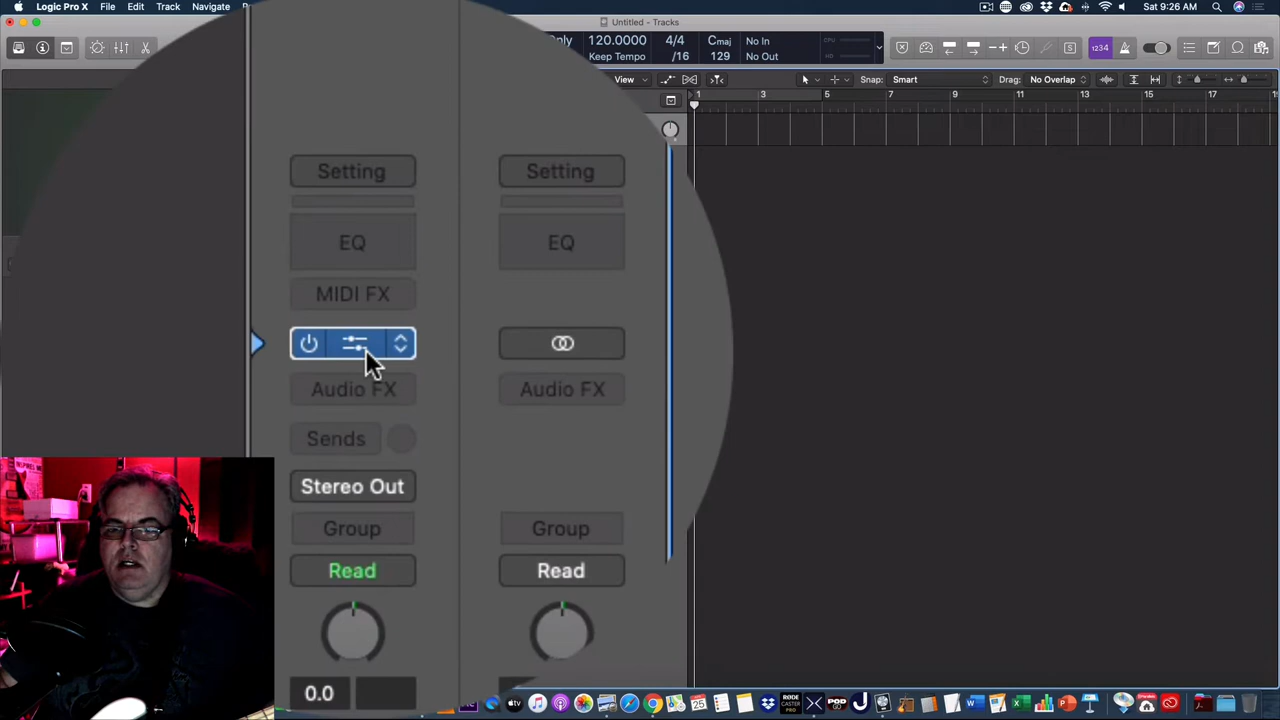 Logic Pro X File Edit Track Navigate Sat 9:26 AM
Untitled - Tracks
120.0000 4/4 Cmaj No In CPU
Keep Tempo /16 129 No Out
1234
View Snap: Smart Drag: No Overlap
1 3 5 7 9 11 13 15 17
Setting Setting
EQ EQ
MIDI FX
Audio FX Audio FX
Sends
Stereo Out
Group Group
Read Read
0.0